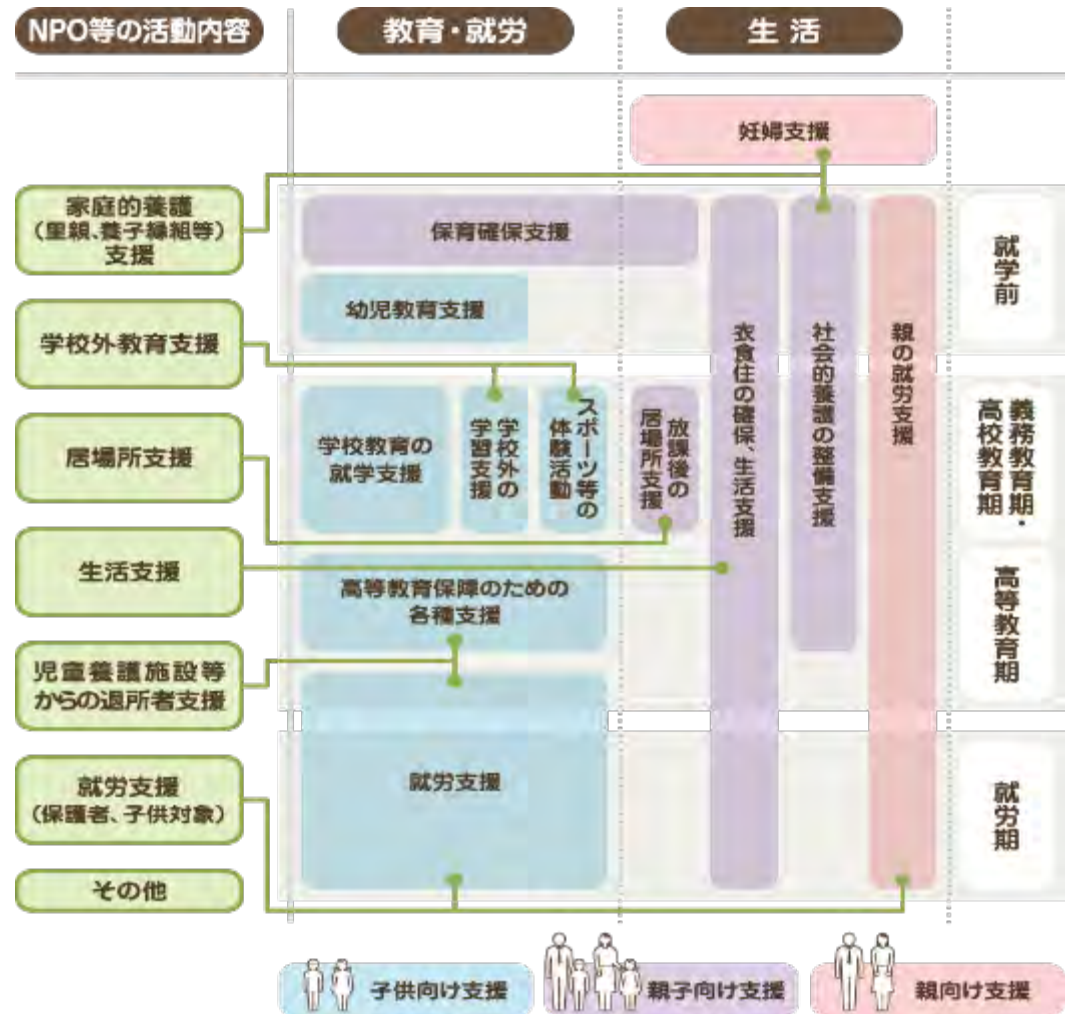 NPO等の活動内容
教育・就労
生活
妊婦支援
家庭的養護
（里親、養子縁組等）
支援
学校外教育支援
居場所支援
生活支援
児童養護施設等
からの退所者支援
就労支援
（保護者、子供対象）
その他
保育確保支援
幼児教育支援
学校教育の
就学支援
学校外の
学習支援
スポーツ等の
体験活動
放課後の
居場所支援
高等教育保障のための
各種支援
就労支援
衣食住の確保、生活支援
社会的養護の整備支援
親の就労支援
就学前
義務教育期・
高校教育期
高等教育期
就労期
子供向け支援
親子向け支援
親向け支援